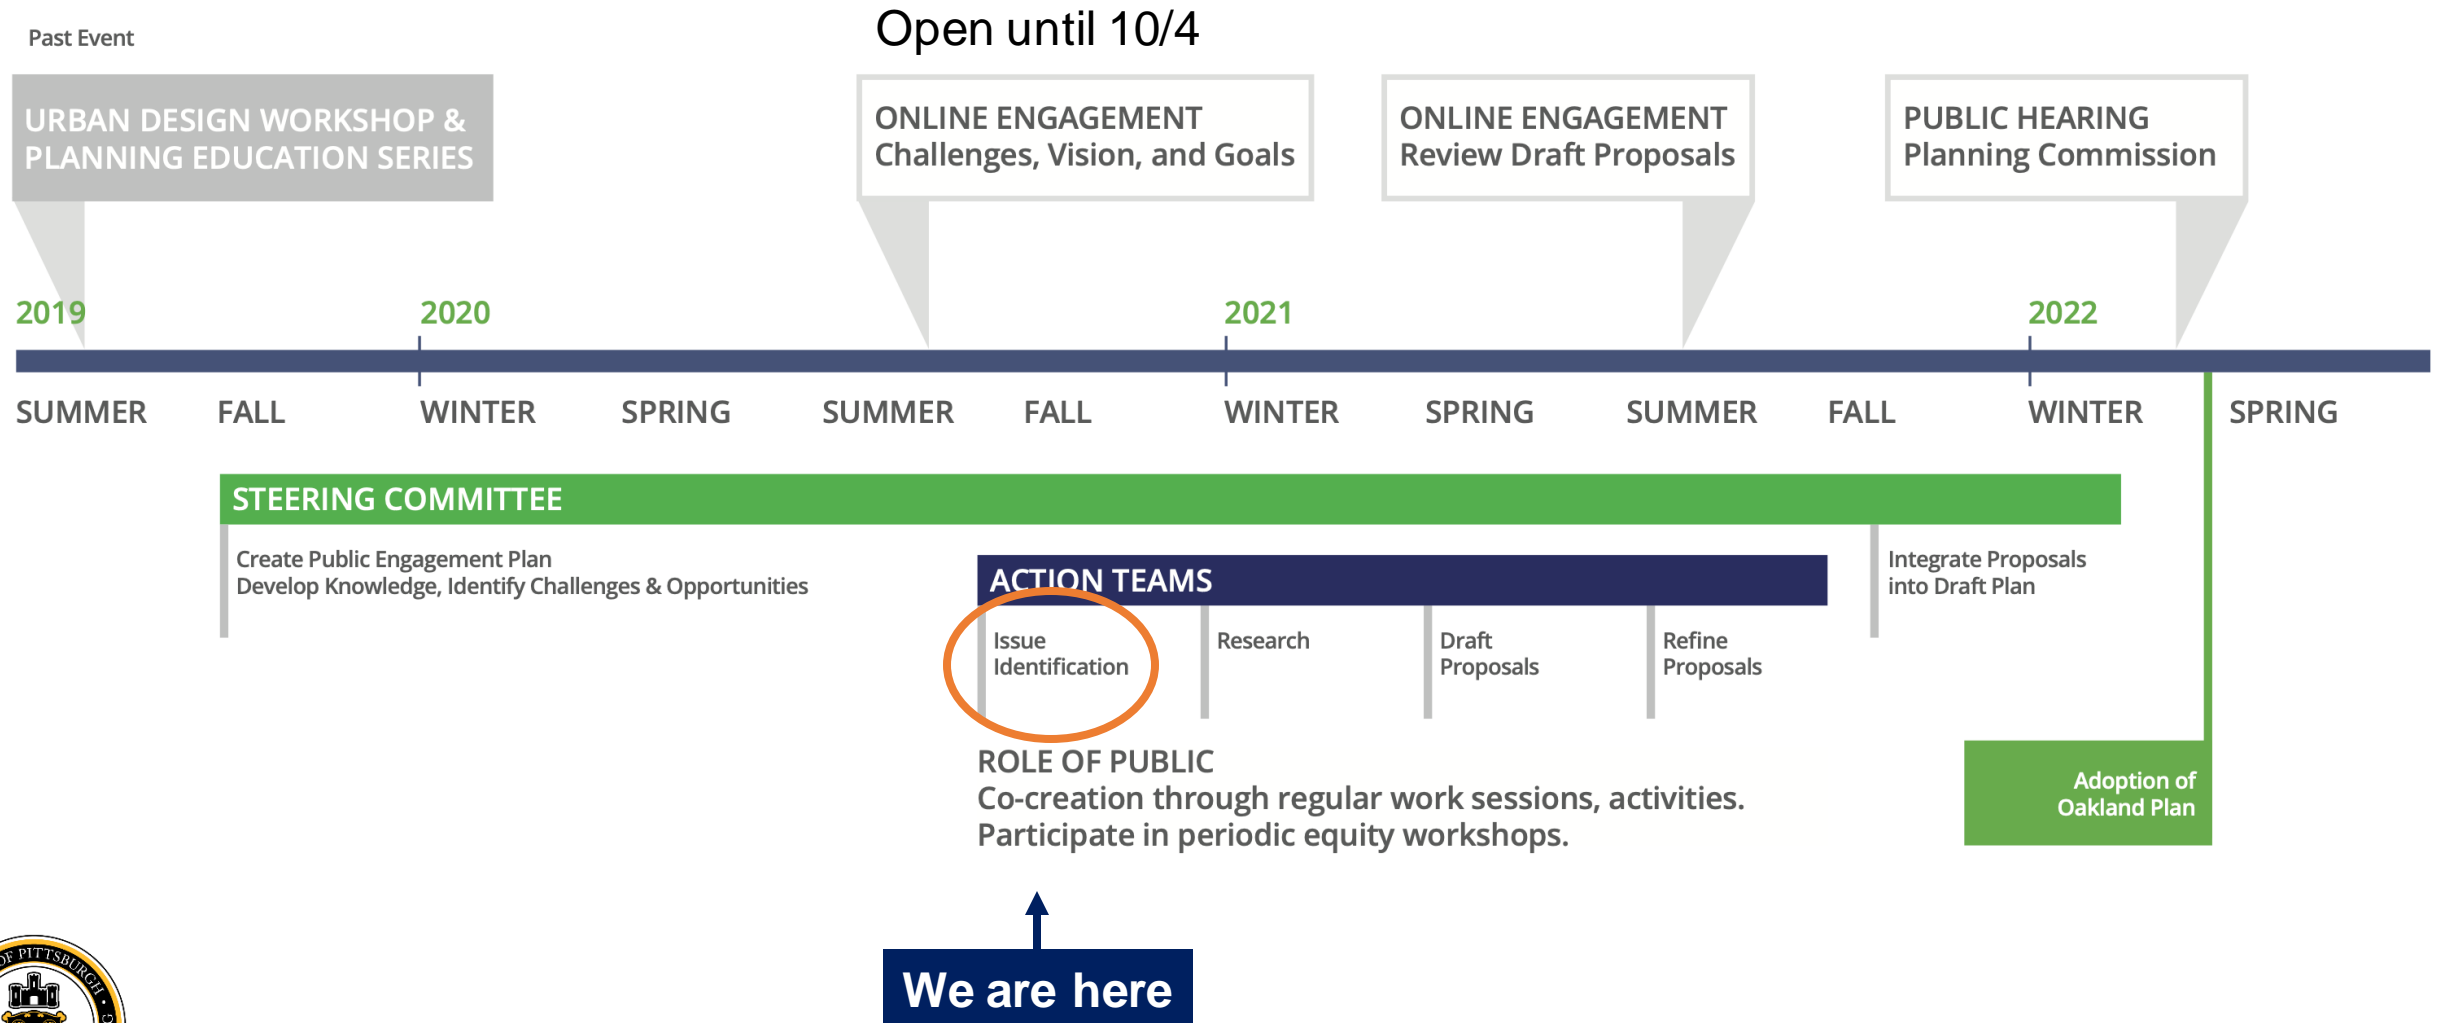 Past Event
Open until 10/4
URBAN DESIGN WORKSHOP &
PLANNING EDUCATION SERIES
ONLINE ENGAGEMENT
Challenges, Vision, and Goals
ONLINE ENGAGEMENT
Review Draft Proposals
PUBLIC HEARING
Planning Commission
2019
2020
2021
2022
SUMMER
FALL
WINTER
SPRING
SUMMER
FALL
WINTER
SPRING
SUMMER
FALL
WINTER
SPRING
STEERING COMMITTEE
Create Public Engagement Plan
Develop Knowledge, Identify Challenges & Opportunities
Integrate Proposals
into Draft Plan
ACTION TEAMS
Issue
Identification
Research
Draft
Proposals
Refine
Proposals
ROLE OF PUBLIC
Co-creation through regular work sessions, activities.
Participate in periodic equity workshops.
Adoption of
Oakland Plan
We are here
OF PITTSBURGH